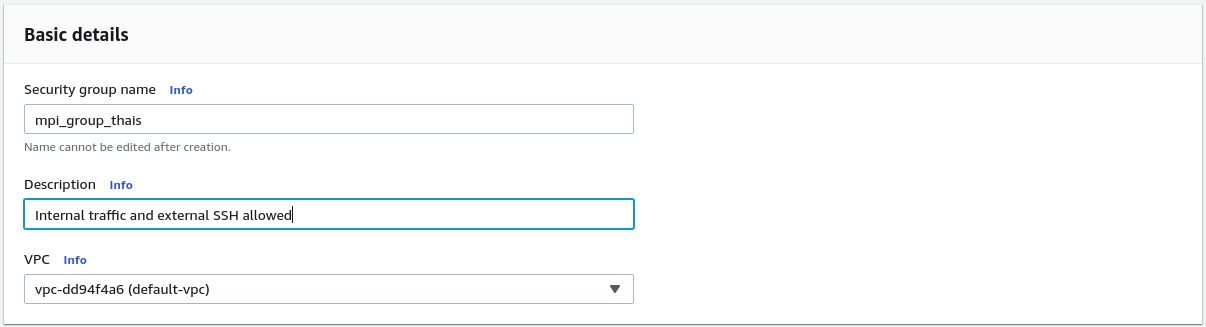 Basic details
Security group name Info
mpi_group_thais
Name cannot be edited after creation.
Description Info
Internal traffic and external SSH allowed
VPC Info
vpc-dd94f4a6 (default-vpc)